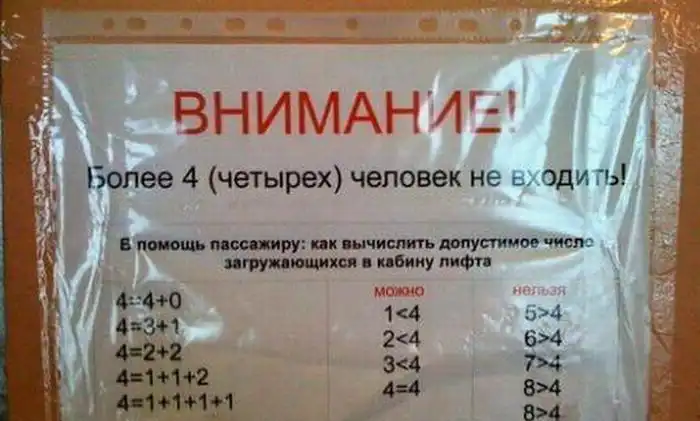 ВНИМАНИЕ!
Более 4 (четырех) человек не входить!
В помощь пассажиру: как вычислить допустимое число
загружающихся в кабину лифта
4=4+0
4=3+1
4=2+2
4=1+1+2
4=1+1+1+1
можно
1<4
2<4
3<4
4=4
нельзя
5>4
6>4
7>4
8>4
8>4